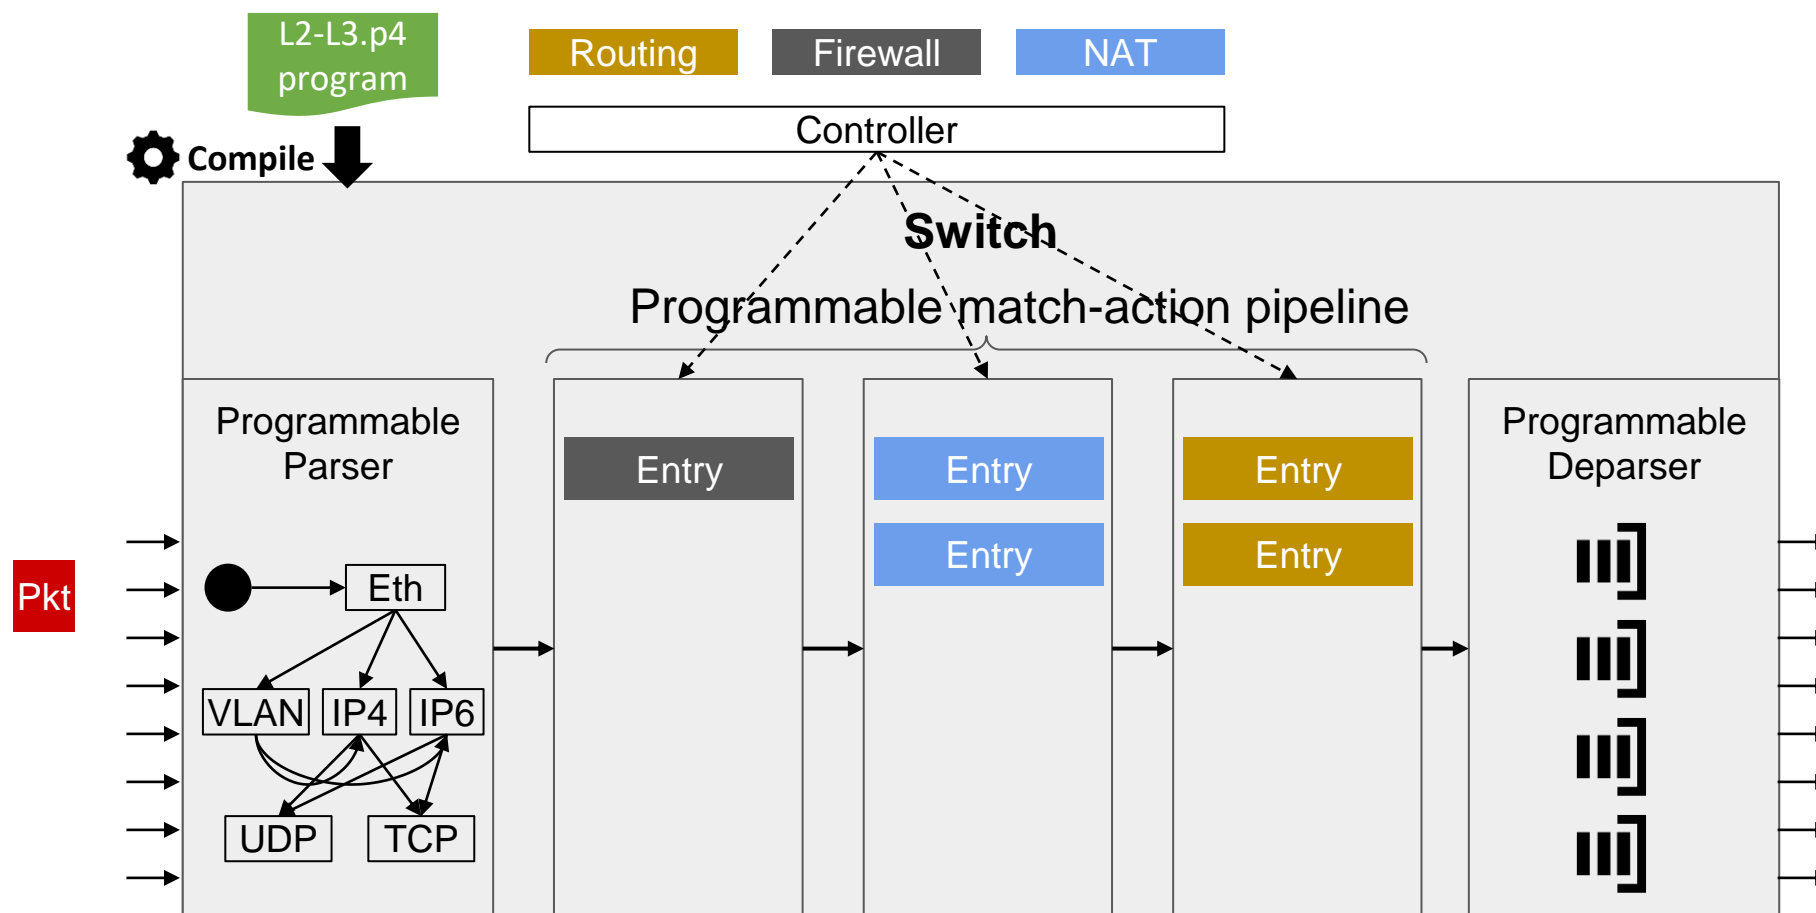 L2-L3.p4
program
Routing
Firewall
NAT
Controller
Compile
Switch
Programmable match-action pipeline
Programmable
Parser
Entry
Entry
Entry
Programmable
Deparser
Entry
Entry
Pkt
Eth
VLAN
IP4
IP6
UDP
TCP